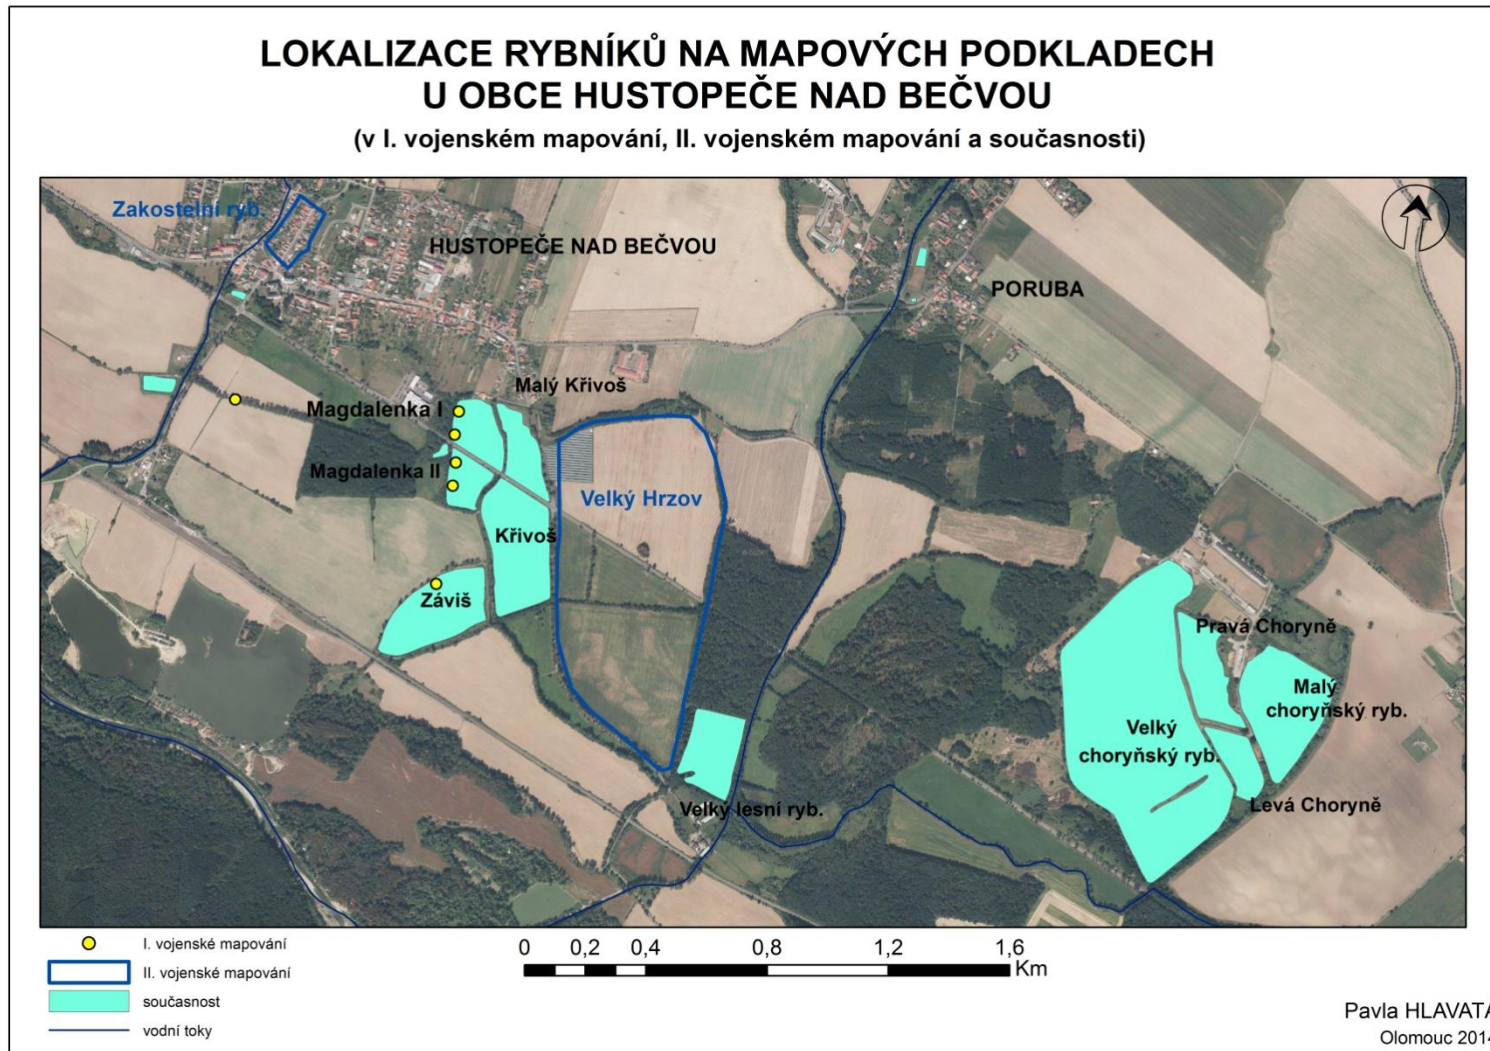 LOKALIZACE RYBNÍKŮ NA MAPOVÝCH PODKLADECH
U OBCE HUSTOPEČE NAD BEČVOU
(v I. vojenském mapování, II. vojenském mapování a současnosti)
Zakostelní ryb.
HUSTOPEČE NAD BEČVOU
PORUBA
Malý Křivoš
Magdalenka I
Magdalenka II
Velký Hrzov
Křivoš
Záviš
Pravá Choryně
Malý
choryňský ryb.
Velký
choryňský ryb.
Levá Choryně
Velký lesní ryb.
I. vojenské mapování
II. vojenské mapování
současnost
vodní toky
0 0,2 0,4 0,8 1,2 1,6
Km
Pavla HLAVATÁ
Olomouc 2014